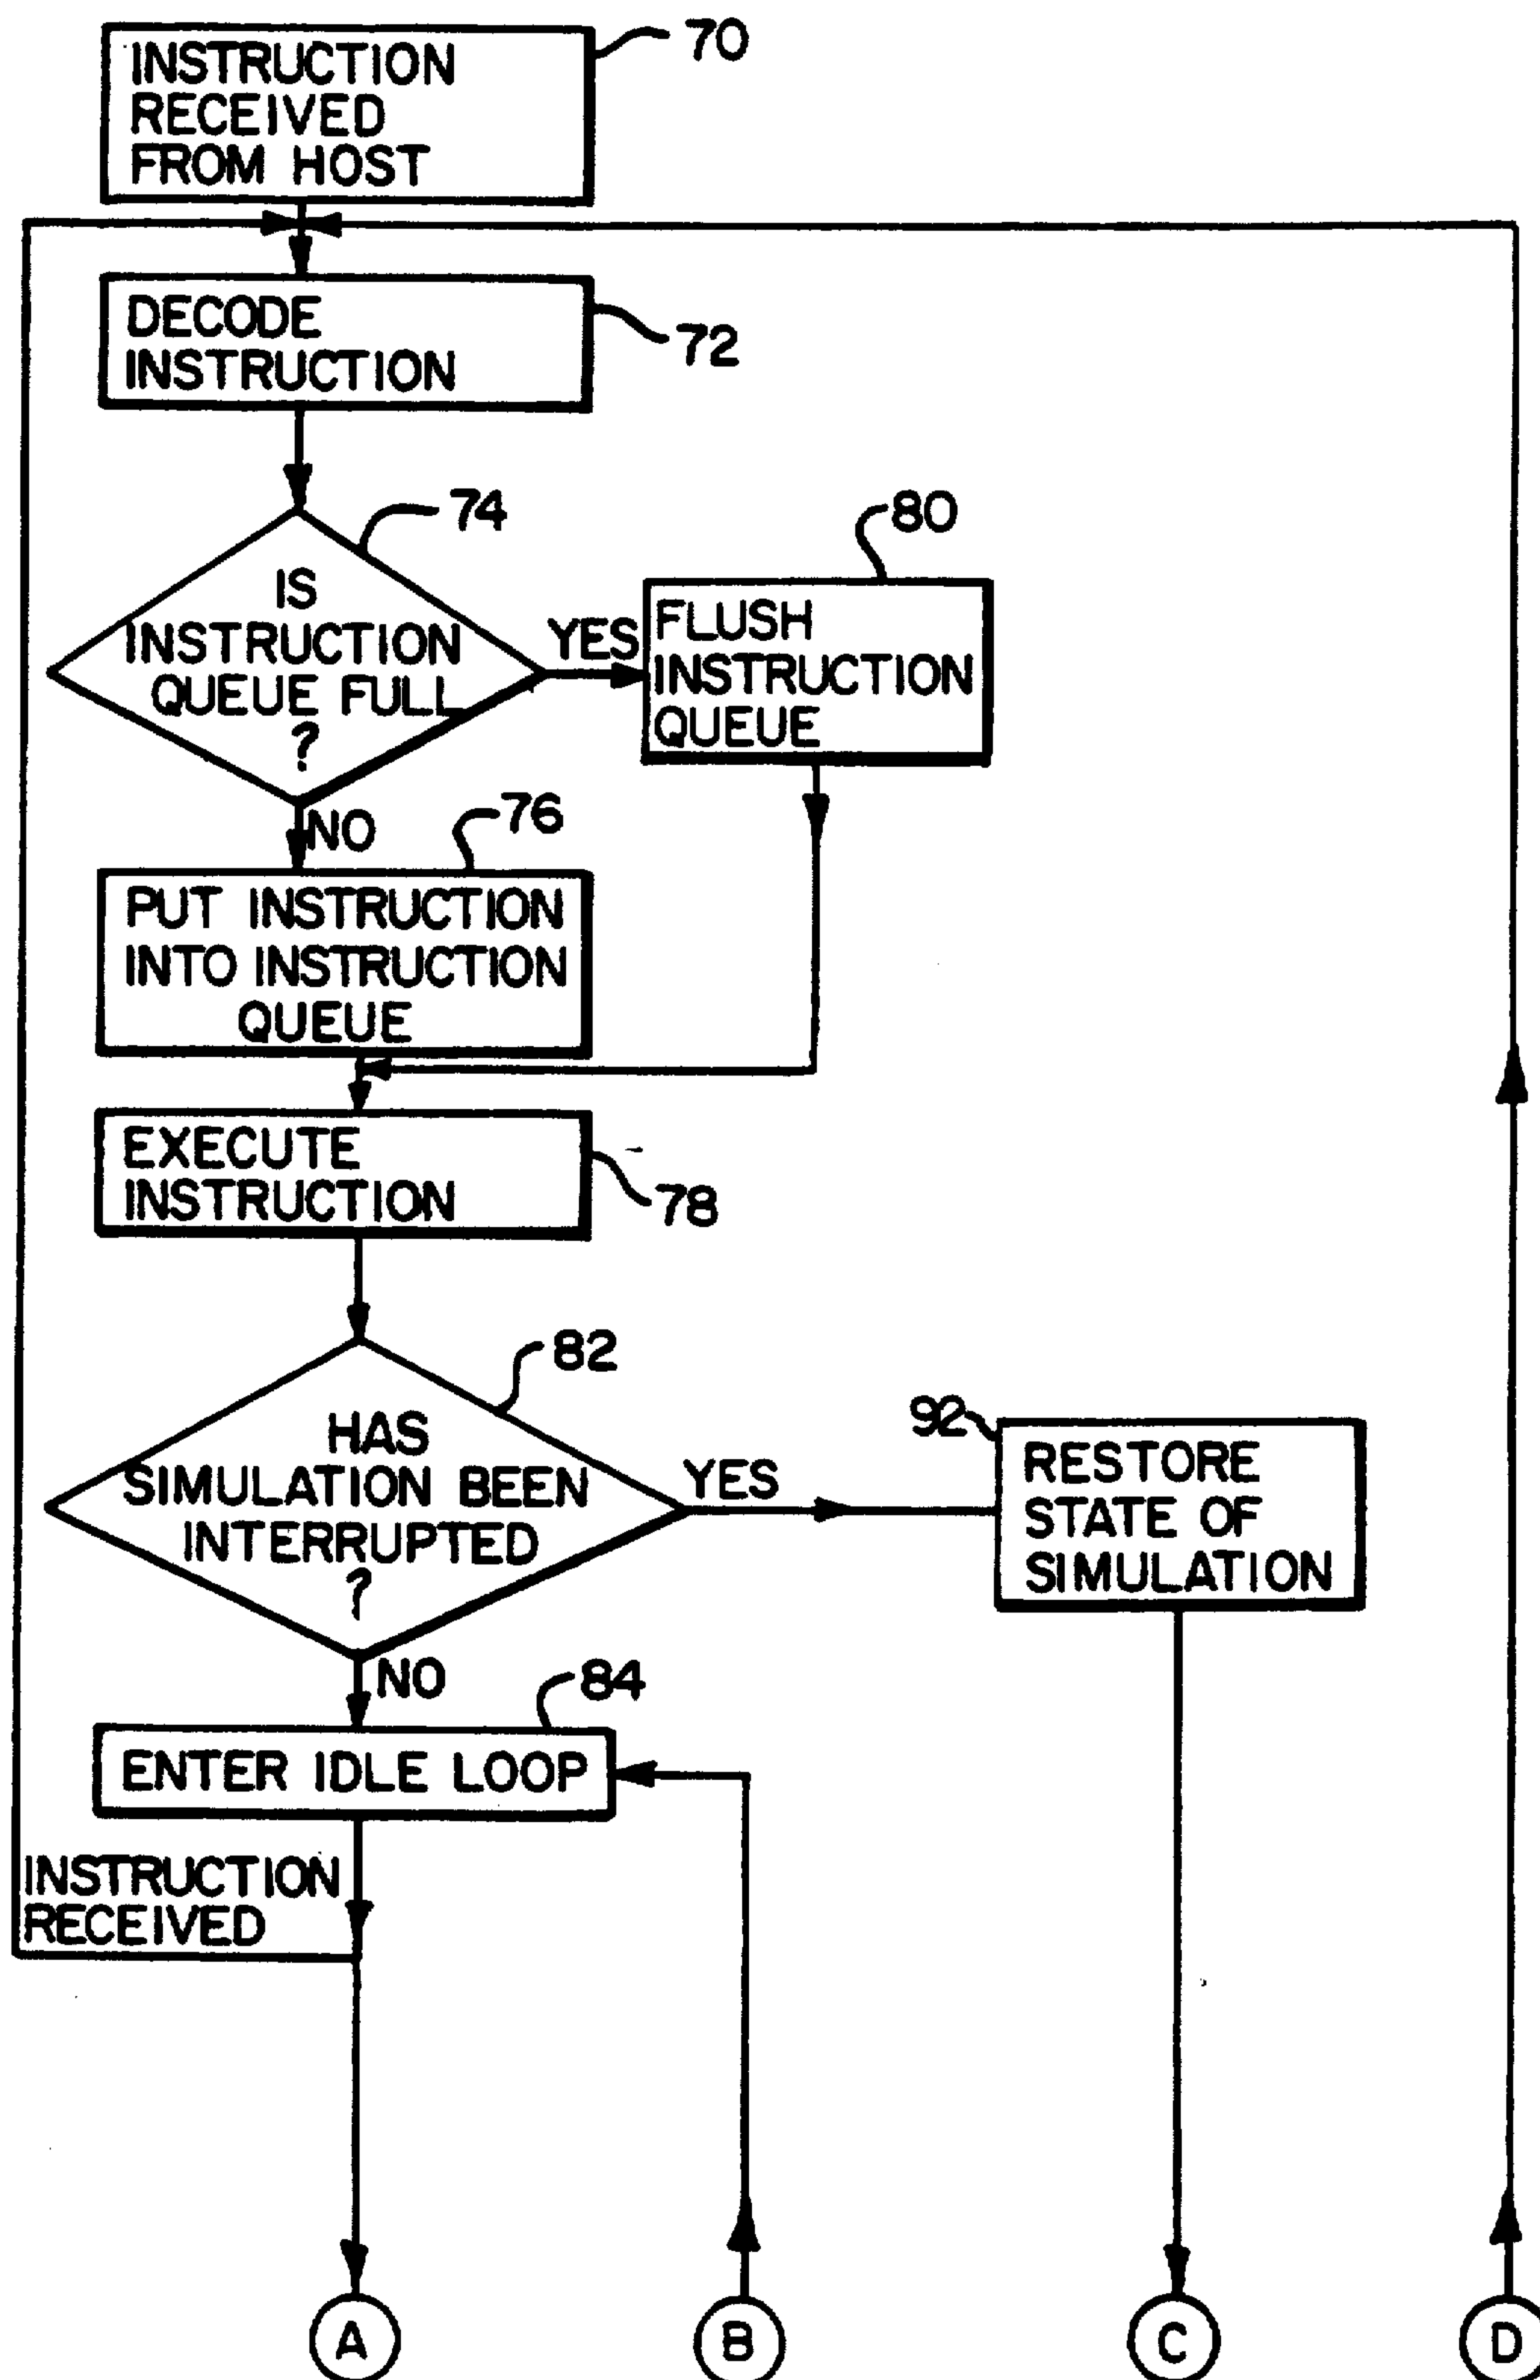 INSTRUCTION
RECEIVED
FROM HOST
70
DECODE
INSTRUCTION
72
74
IS
INSTRUCTION
QUEUE FULL
?
YES
80
FLUSH
INSTRUCTION
QUEUE
NO
76
PUT INSTRUCTION
INTO INSTRUCTION
QUEUE
EXECUTE
INSTRUCTION
78
82
HAS
SIMULATION BEEN
INTERRUPTED
?
YES
92
RESTORE
STATE OF
SIMULATION
NO
84
ENTER IDLE LOOP
INSTRUCTION
RECEIVED
A
B
C
D